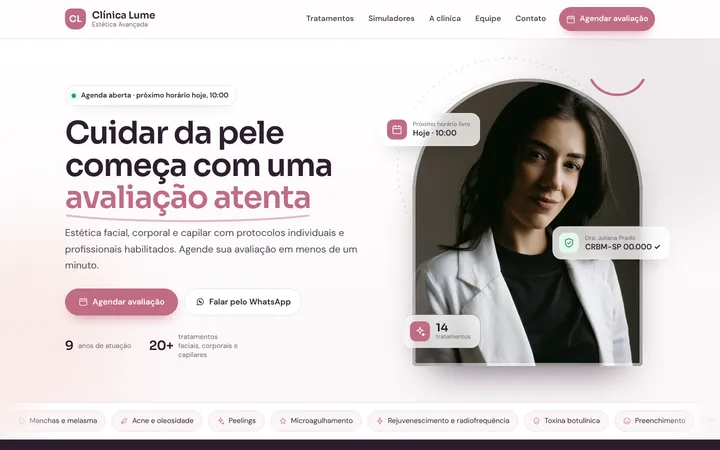 CL
Clínica Lume
Estética Avançada
Tratamentos
Simuladores
A clínica
Equipe
Contato
Agendar avaliação
Agenda aberta · próximo horário hoje, 10:00
Cuidar da pele
começa com uma
avaliação atenta
Estética facial, corporal e capilar com protocolos individuais e
profissionais habilitados. Agende sua avaliação em menos de um
minuto.
Agendar avaliação
Falar pelo WhatsApp
9 anos de atuação
20+ tratamentos
faciais, corporais e
capilares
Próximo horário livre
Hoje · 10:00
Dra. Juliana Prado
CRBM-SP 00.000 ✓
14
tratamentos
Manchas e melasma
Acne e oleosidade
Peelings
Microagulhamento
Rejuvenescimento e radiofrequência
Toxina botulínica
Preenchimento